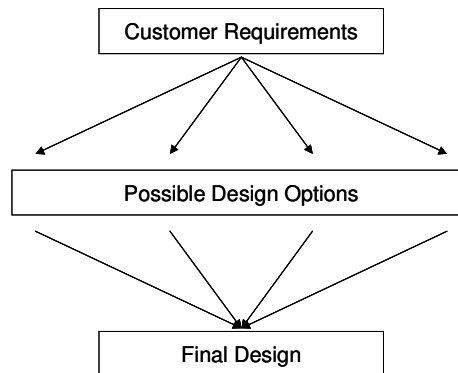 Customer Requirements
Possible Design Options
Final Design